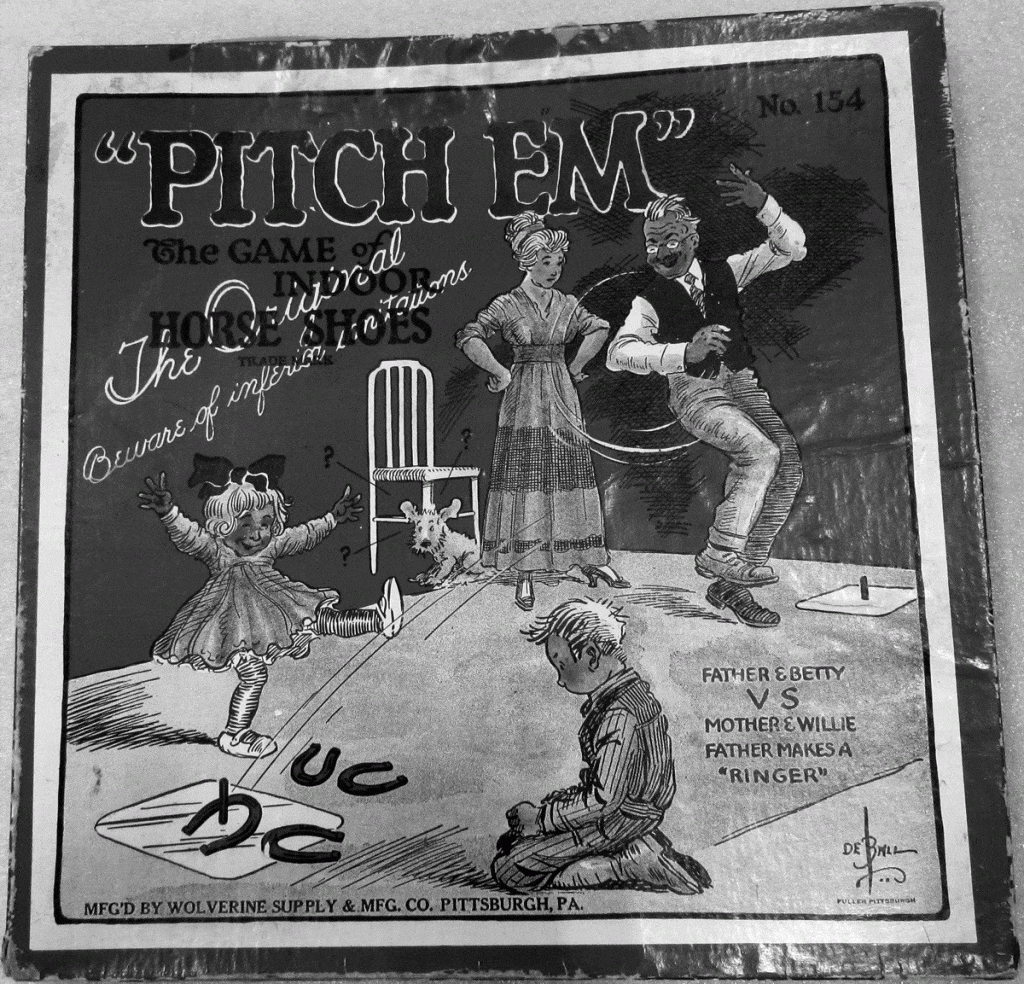 No. 154
"PITCH EM"
The GAME of
INDOOR
HORSE SHOES
TRADE MARK
The Original
Beware of inferior imitations
?
?
?
FATHER & BETTY
VS
MOTHER & WILLIE
FATHER MAKES A
"RINGER"
DE BALL
FULLER PITTSBURGH
MFG'D BY WOLVERINE SUPPLY & MFG. CO. PITTSBURGH, PA.